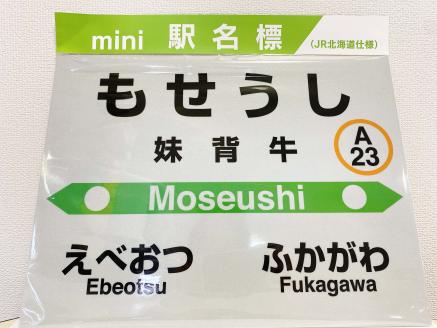 mini 駅名標 (JR北海道仕様)
もせうし
妹背牛
A
23
Moseushi
えべおつ ふかがわ
Ebeotsu Fukagawa